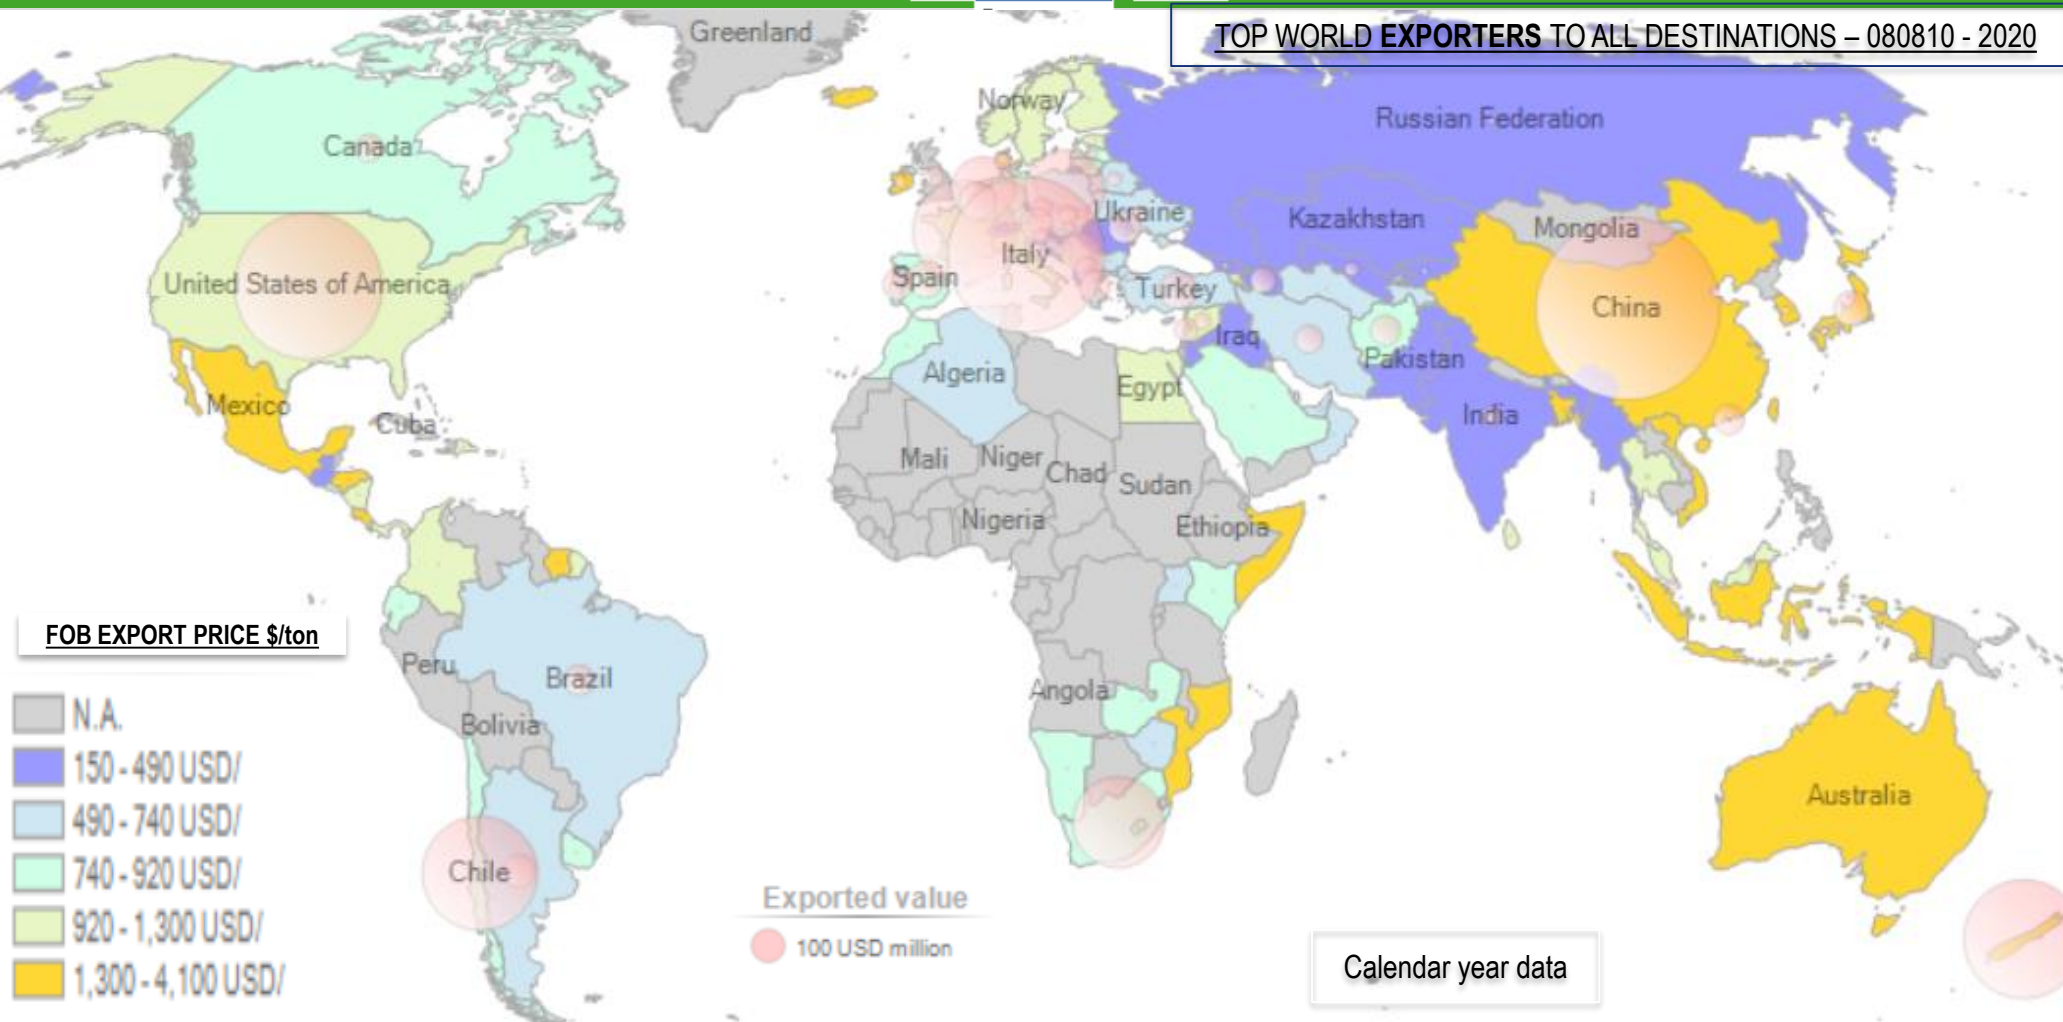 TOP WORLD EXPORTERS TO ALL DESTINATIONS – 080810 - 2020
Greenland
Norway
Russian Federation
Canada
Ukraine
Kazakhstan
Mongolia
Italy
United States of America
Spain
Turkey
China
Iraq
Pakistan
Algeria
Egypt
Mexico
Cuba
India
Mali
Niger
Chad
Sudan
Nigeria
Ethiopia
FOB EXPORT PRICE $/ton
Peru
Brazil
Angola
Bolivia
N.A.
150 - 490 USD/
490 - 740 USD/
740 - 920 USD/
920 - 1,300 USD/
1,300 - 4,100 USD/
Australia
Chile
Exported value
100 USD million
Calendar year data